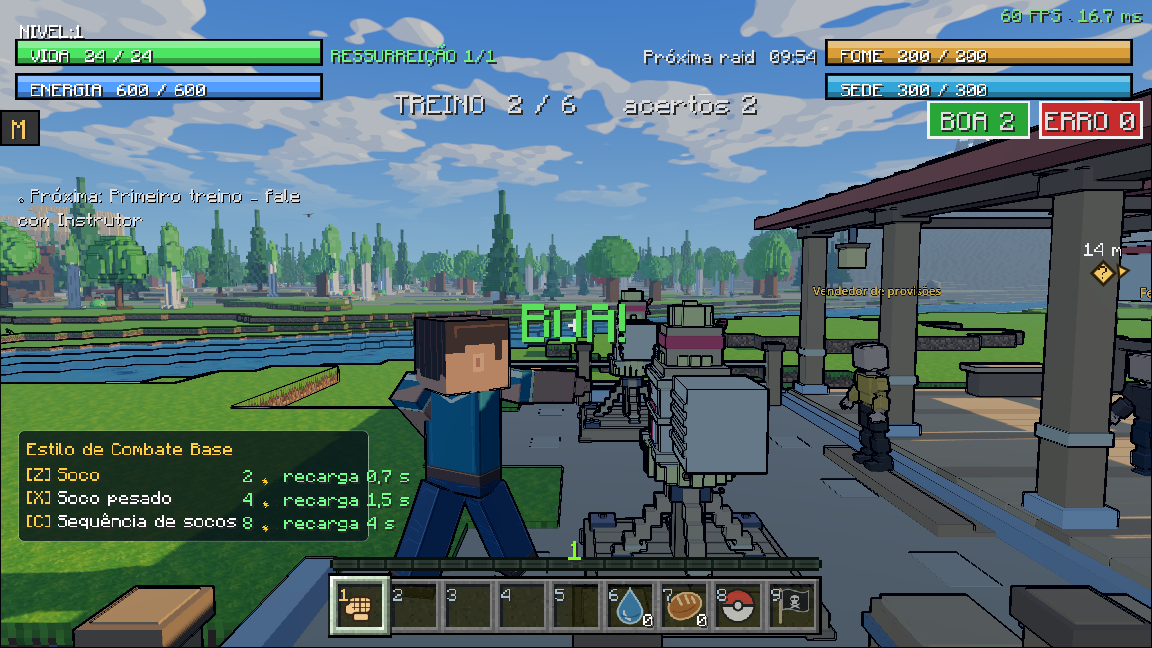 60 FPS . 16.7 ms
NIVEL:1
VIDA 24 / 24
RESSURREIÇÃO 1/1
Próxima raid 09:54
FOME 200 / 200
ENERGIA 600 / 600
SEDE 300 / 300
TREINO 2 / 6 acertos 2
BOA 2
ERRO 0
M
. Próxima: Primeiro treino - fale
com Instrutor
14 m
?
Vendedor de provisões
BOA!
Estilo de Combate Base
[Z] Soco 2 recarga 0,7 s
[X] Soco pesado 4 recarga 1,5 s
[C] Sequência de socos 8 recarga 4 s
1
1 2 3 4 5 6 7 8 9
0 0